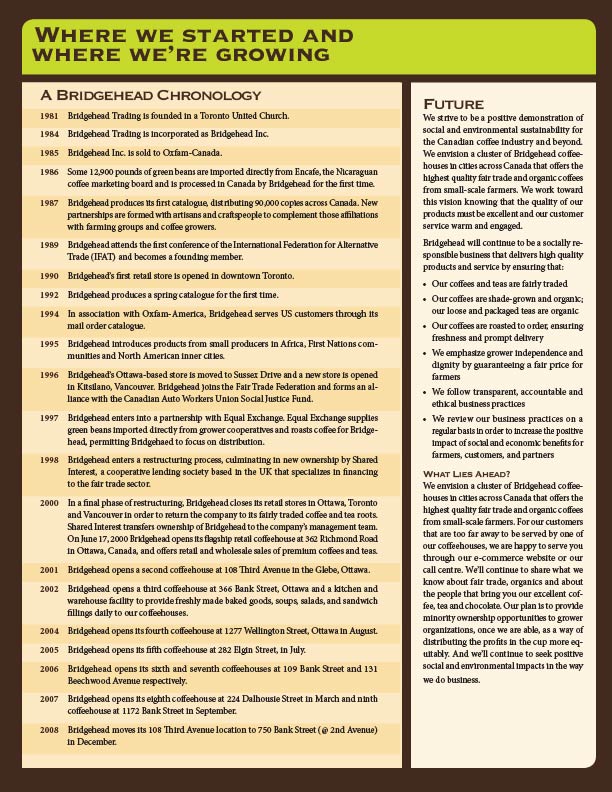 Where we started and
where we're growing
A Bridgehead Chronology
1981 Bridgehead Trading is founded in a Toronto United Church.
1984 Bridgehead Trading is incorporated as Bridgehead Inc.
1985 Bridgehead Inc. is sold to Oxfam-Canada.
1986 Some 12,900 pounds of green beans are imported directly from Encafe, the Nicaraguan
coffee marketing board and is processed in Canada by Bridgehead for the first time.
1987 Bridgehead produces its first catalogue, distributing 90,000 copies across Canada. New
partnerships are formed with artisans and craftspeople to complement those affiliations
with farming groups and coffee growers.
1989 Bridgehead attends the first conference of the International Federation for Alternative
Trade (IFAT) and becomes a founding member.
1990 Bridgehead's first retail store is opened in downtown Toronto.
1992 Bridgehead produces a spring catalogue for the first time.
1994 In association with Oxfam-America, Bridgehead serves US customers through its
mail order catalogue.
1995 Bridgehead introduces products from small producers in Africa, First Nations com-
munities and North American inner cities.
1996 Bridgehead's Ottawa-based store is moved to Sussex Drive and a new store is opened
in Kitsilano, Vancouver. Bridgehead joins the Fair Trade Federation and forms an al-
liance with the Canadian Auto Workers Union Social Justice Fund.
1997 Bridgehead enters into a partnership with Equal Exchange. Equal Exchange supplies
green beans imported directly from grower cooperatives and roasts coffee for Bridge-
head, permitting Bridgehaed to focus on distribution.
1998 Bridgehead enters a restructuring process, culminating in new ownership by Shared
Interest, a cooperative lending society based in the UK that specializes in financing
to the fair trade sector.
2000 In a final phase of restructuring, Bridgehead closes its retail stores in Ottawa, Toronto
and Vancouver in order to return the company to its fairly traded coffee and tea roots.
Shared Interest transfers ownership of Bridgehead to the company's management team.
On June 17, 2000 Bridgehead opens its flagship retail coffeehouse at 362 Richmond Road
in Ottawa, Canada, and offers retail and wholesale sales of premium coffees and teas.
2001 Bridgehead opens a second coffeehouse at 108 Third Avenue in the Glebe, Ottawa.
2002 Bridgehead opens a third coffeehouse at 366 Bank Street, Ottawa and a kitchen and
warehouse facility to provide freshly made baked goods, soups, salads, and sandwich
fillings daily to our coffeehouses.
2004 Bridgehead opens its fourth coffeehouse at 1277 Wellington Street, Ottawa in August.
2005 Bridgehead opens its fifth coffeehouse at 282 Elgin Street, in July.
2006 Bridgehead opens its sixth and seventh coffeehouses at 109 Bank Street and 131
Beechwood Avenue respectively.
2007 Bridgehead opens its eighth coffeehouse at 224 Dalhousie Street in March and ninth
coffeehouse at 1172 Bank Street in September.
2008 Bridgehead moves its 108 Third Avenue location to 750 Bank Street (@ 2nd Avenue)
in December.
Future
We strive to be a positive demonstration of
social and environmental sustainability for
the Canadian coffee industry and beyond.
We envision a cluster of Bridgehead coffee-
houses in cities across Canada that offers the
highest quality fair trade and organic coffees
from small-scale farmers. We work toward
this vision knowing that the quality of our
products must be excellent and our customer
service warm and engaged.
Bridgehead will continue to be a socially re-
sponsible business that delivers high quality
products and service by ensuring that:
• Our coffees and teas are fairly traded
• Our coffees are shade-grown and organic;
our loose and packaged teas are organic
• Our coffees are roasted to order, ensuring
freshness and prompt delivery
• We emphasize grower independence and
dignity by guaranteeing a fair price for
farmers
• We follow transparent, accountable and
ethical business practices
• We review our business practices on a
regular basis in order to increase the positive
impact of social and economic benefits for
farmers, customers, and partners
What Lies Ahead?
We envision a cluster of Bridgehead coffee-
houses in cities across Canada that offers the
highest quality fair trade and organic coffees
from small-scale farmers. For our customers
that are too far away to be served by one of
our coffeehouses, we are happy to serve you
through our e-commerce website or our
call centre. We'll continue to share what we
know about fair trade, organics and about
the people that bring you our excellent cof-
fee, tea and chocolate. Our plan is to provide
minority ownership opportunities to grower
organizations, once we are able, as a way of
distributing the profits in the cup more eq-
uitably. And we'll continue to seek positive
social and environmental impacts in the way
we do business.